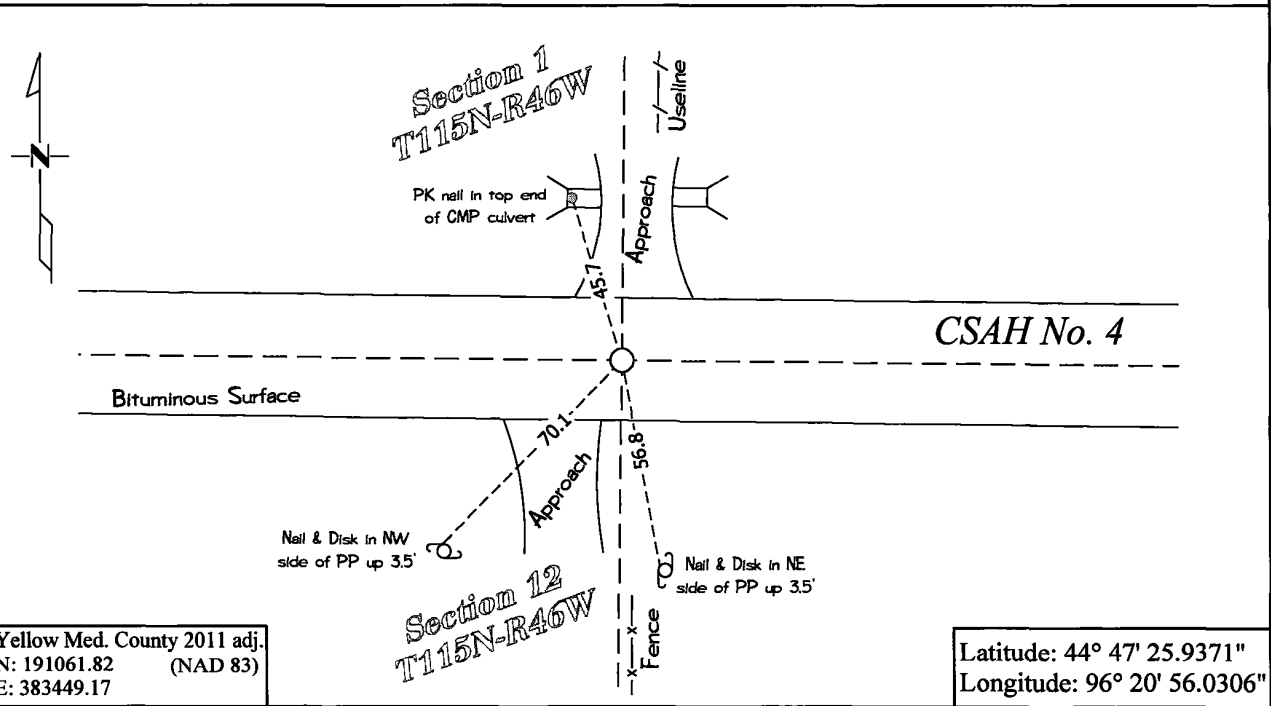 Section 1
T115N-R46W
Useline
N
PK nail in top end
of CMP culvert
Approach
45.7
CSAH No. 4
Bituminous Surface
70.1
56.8
Approach
Nail & Disk in NW
side of PP up 3.5'
Nail & Disk in NE
side of PP up 3.5'
Section 12
T115N-R46W
Fence
Yellow Med. County 2011 adj.
N: 191061.82 (NAD 83)
E: 383449.17
Latitude: 44° 47' 25.9371"
Longitude: 96° 20' 56.0306"